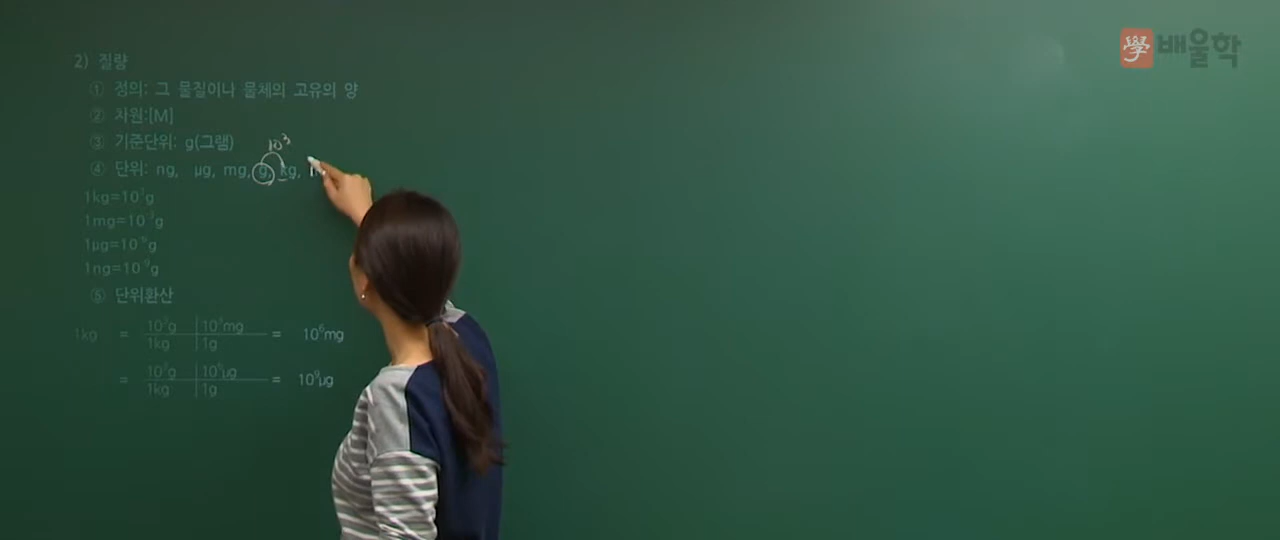 學 배울학
2) 질량
① 정의: 그 물질이나 물체의 고유의 양
② 차원:[M]
③ 기준단위: g(그램)
10³
④ 단위: ng, μg, mg, g, kg,
1kg=10³g
1mg=10⁻³g
1μg=10⁻⁶g
1ng=10⁻⁹g
⑤ 단위환산
10³g 10³mg
1kg = = 10⁶mg
1kg 1g
10³g 10⁶μg
= = 10⁹μg
1kg 1g